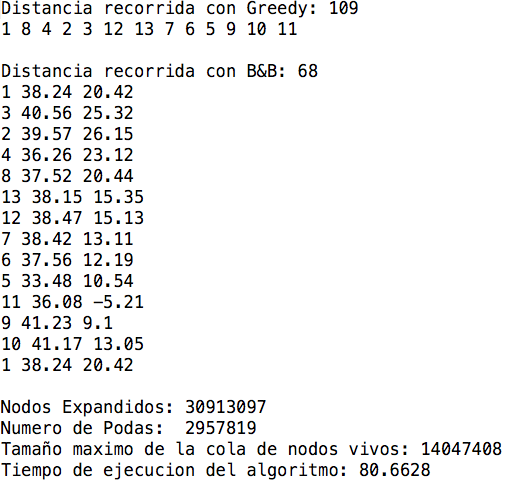 Distancia recorrida con Greedy: 109
1 8 4 2 3 12 13 7 6 5 9 10 11
Distancia recorrida con B&B: 68
1 38.24 20.42
3 40.56 25.32
2 39.57 26.15
4 36.26 23.12
8 37.52 20.44
13 38.15 15.35
12 38.47 15.13
7 38.42 13.11
6 37.56 12.19
5 33.48 10.54
11 36.08 -5.21
9 41.23 9.1
10 41.17 13.05
1 38.24 20.42
Nodos Expandidos: 30913097
Numero de Podas:  2957819
Tamaño maximo de la cola de nodos vivos: 14047408
Tiempo de ejecucion del algoritmo: 80.6628